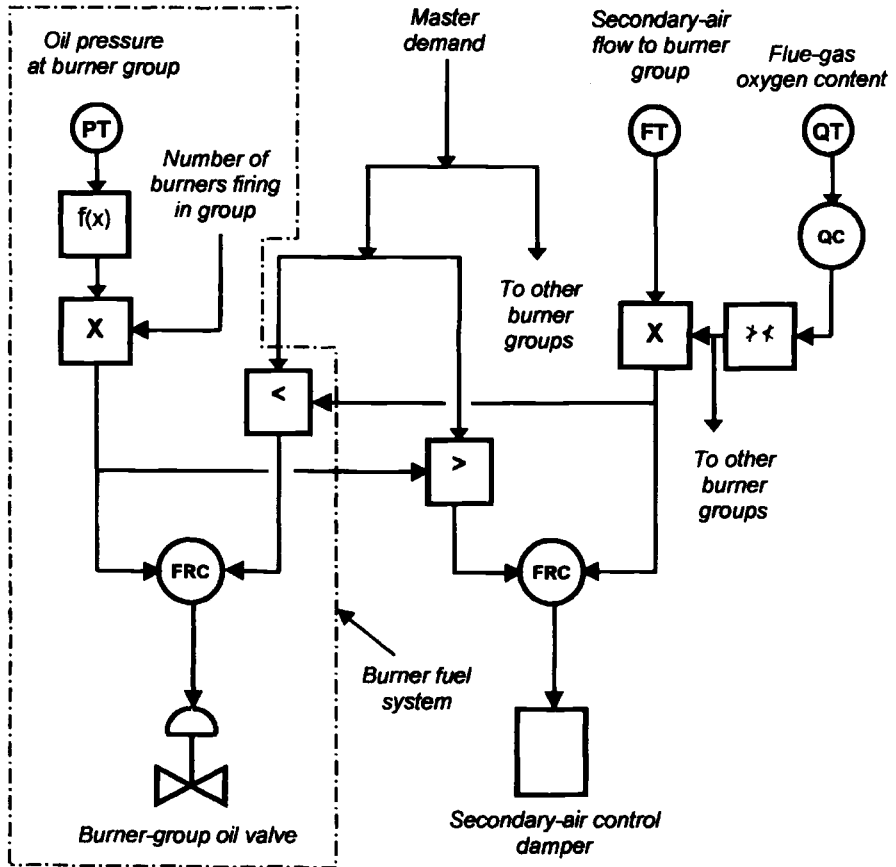 Oil pressure
at burner group
Master
demand
Secondary-air
flow to burner
group
Flue-gas
oxygen content
PT
FT
QT
Number of
burners firing
in group
f(x)
QC
To other
burner
groups
X
X
<
>
To other
burner
groups
FRC
FRC
Burner fuel
system
Burner-group oil valve
Secondary-air control
damper